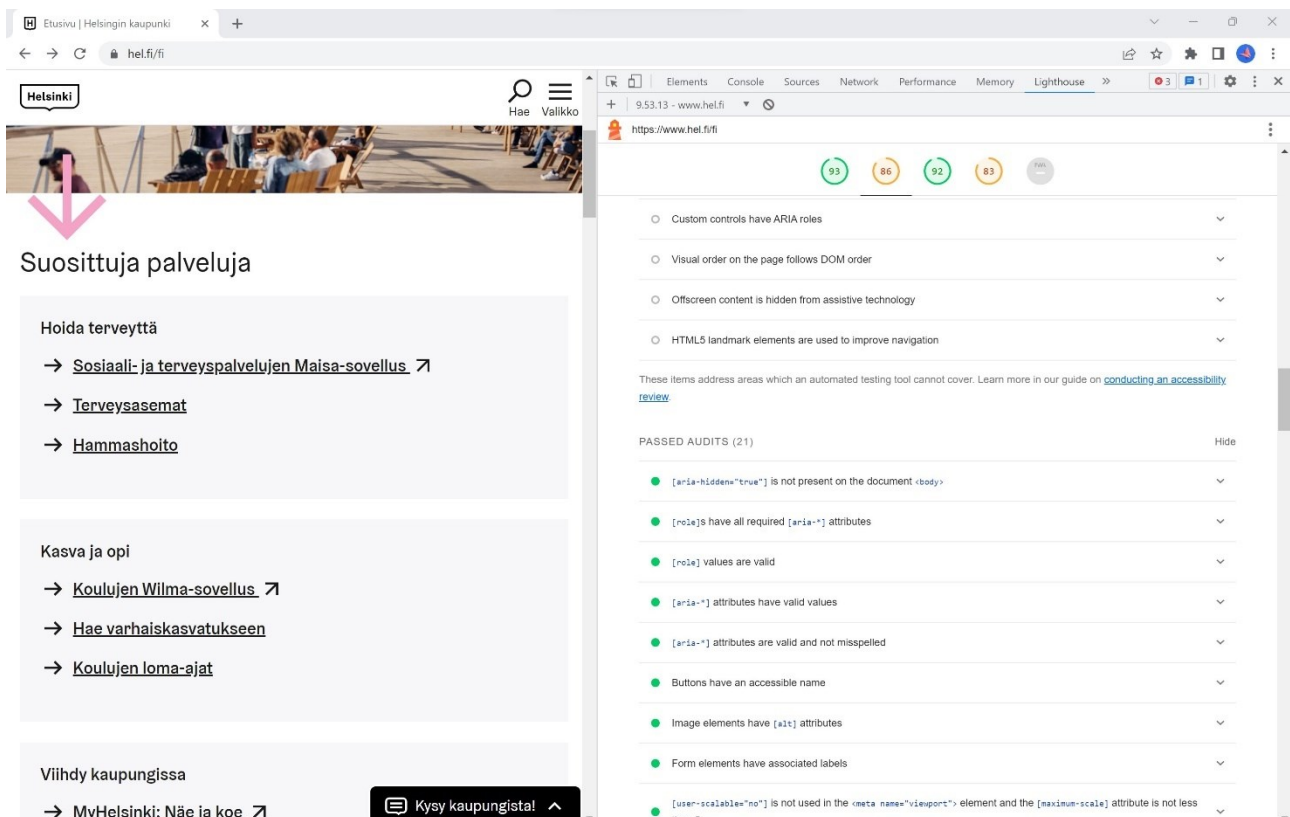 Etusivu | Helsingin kaupunki
hel.fi/fi
Helsinki
Hae Valikko
Suosittuja palveluja
Hoida terveyttä
Sosiaali- ja terveyspalvelujen Maisa-sovellus
Terveysasemat
Hammashoito
Kasva ja opi
Koulujen Wilma-sovellus
Hae varhaiskasvatukseen
Koulujen loma-ajat
Viihdy kaupungissa
MyHelsinki: Näe ja koe
Kysy kaupungista!
Elements Console Sources Network Performance Memory Lighthouse 3 1
9.53.13 - www.hel.fi
https://www.hel.fi/fi
93 86 92 83 PWA
Custom controls have ARIA roles
Visual order on the page follows DOM order
Offscreen content is hidden from assistive technology
HTML5 landmark elements are used to improve navigation
These items address areas which an automated testing tool cannot cover. Learn more in our guide on conducting an accessibility
review.
PASSED AUDITS (21) Hide
[aria-hidden="true"] is not present on the document <body>
[role]s have all required [aria-*] attributes
[role] values are valid
[aria-*] attributes have valid values
[aria-*] attributes are valid and not misspelled
Buttons have an accessible name
Image elements have [alt] attributes
Form elements have associated labels
[user-scalable="no"] is not used in the <meta name="viewport"> element and the [maximum-scale] attribute is not less